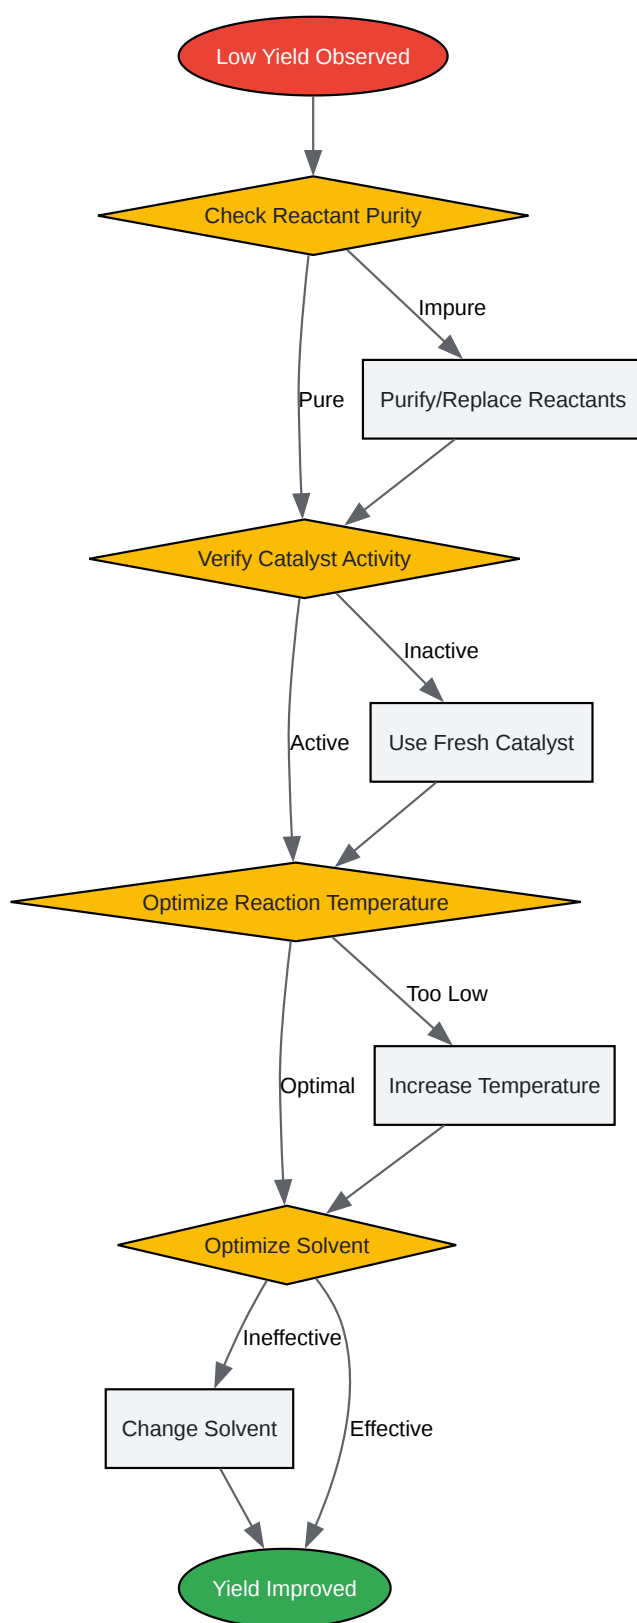 Low Yield Observed
Check Reactant Purity
Impure
Pure
Purify/Replace Reactants
Verify Catalyst Activity
Inactive
Active
Use Fresh Catalyst
Optimize Reaction Temperature
Too Low
Optimal
Increase Temperature
Optimize Solvent
Ineffective
Change Solvent
Effective
Yield Improved